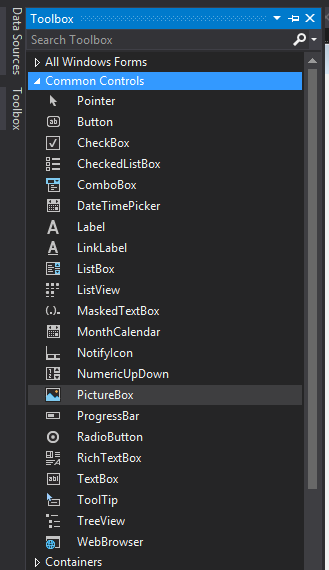 Data Sources
Toolbox
Toolbox
Search Toolbox
All Windows Forms
Common Controls
Pointer
Button
CheckBox
CheckedListBox
ComboBox
DateTimePicker
Label
LinkLabel
ListBox
ListView
MaskedTextBox
MonthCalendar
NotifyIcon
NumericUpDown
PictureBox
ProgressBar
RadioButton
RichTextBox
TextBox
ToolTip
TreeView
WebBrowser
Containers